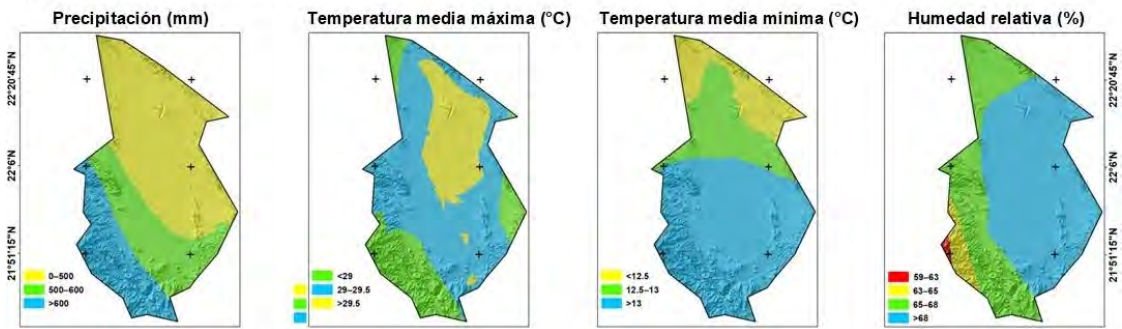 Precipitación (mm)
Temperatura media máxima (°C)
Temperatura media mínima (°C)
Humedad relativa (%)
22°20'45"N
22°6'N
21°51'15"N
0–500
500–600
>600
<29
29–29.5
>29.5
<12.5
12.5–13
>13
59–63
63–65
65–68
>68
22°20'45"N
22°6'N
21°51'15"N